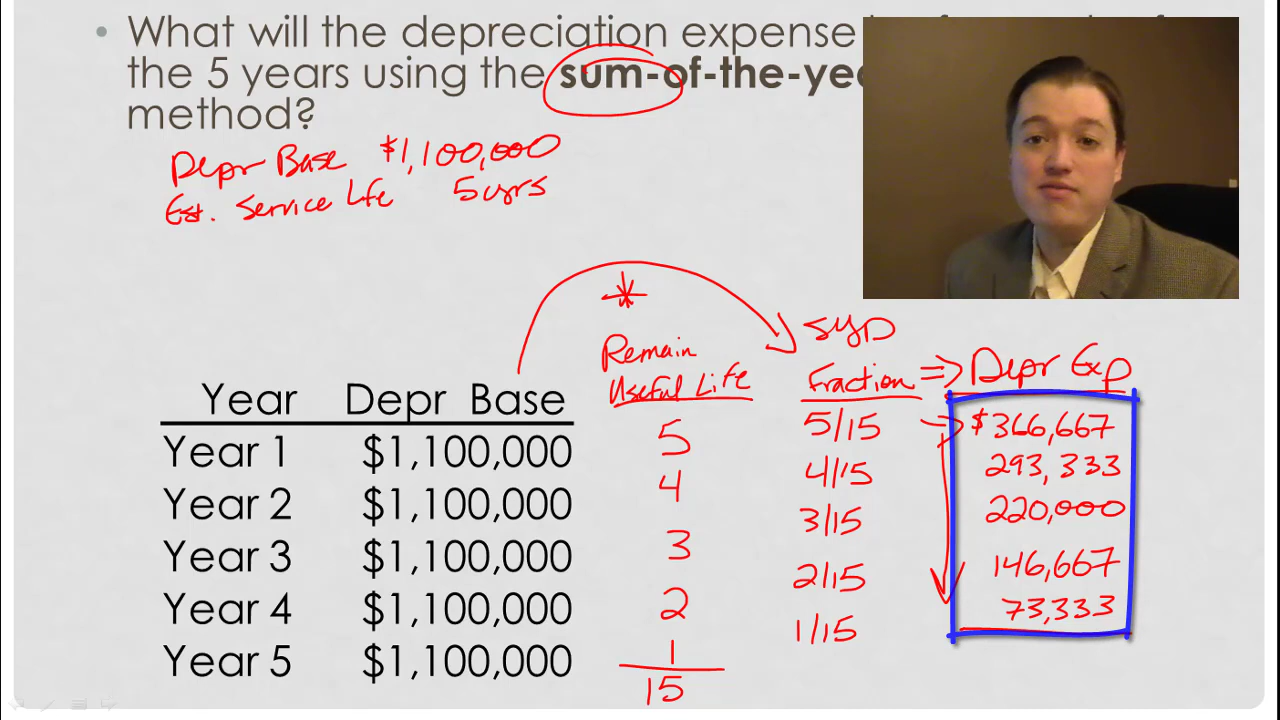 • What will the depreciation expense
the 5 years using the sum-of-the-yea
method?
Depr Base $1,100,000
Est. Service Life 5 yrs
*
Remain
Useful Life
SYD
Fraction => Depr Exp
Year Depr Base
Year 1 $1,100,000 5 5/15 => $366,667
Year 2 $1,100,000 4 4/15 293,333
Year 3 $1,100,000 3 3/15 220,000
Year 4 $1,100,000 2 2/15 146,667
Year 5 $1,100,000 1 1/15 73,333
15